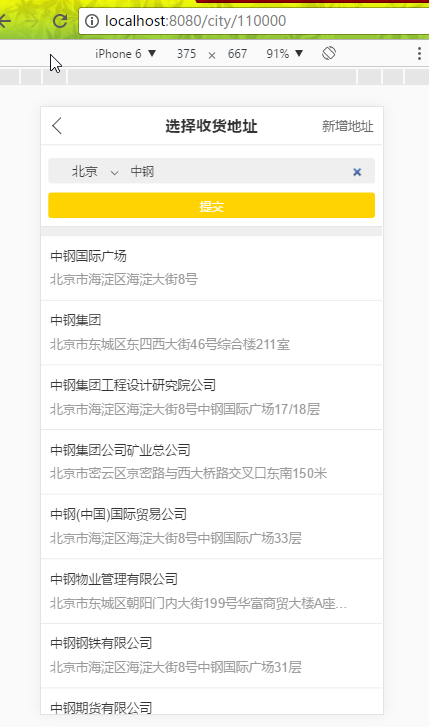 localhost:8080/city/110000
iPhone 6 ▼ 375 × 667 91% ▼
选择收货地址 新增地址
北京 中钢 ×
提交
中钢国际广场
北京市海淀区海淀大街8号
中钢集团
北京市东城区东四西大街46号综合楼211室
中钢集团工程设计研究院公司
北京市海淀区海淀大街8号中钢国际广场17/18层
中钢集团公司矿业总公司
北京市密云区京密路与西大桥路交叉口东南150米
中钢(中国)国际贸易公司
北京市海淀区海淀大街8号中钢国际广场33层
中钢物业管理有限公司
北京市东城区朝阳门内大街199号华富商贸大楼A座...
中钢钢铁有限公司
北京市海淀区海淀大街8号中钢国际广场31层
中钢期货有限公司